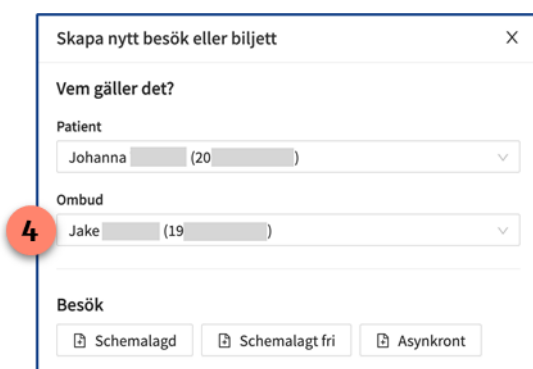 Skapa nytt besök eller biljett X
Vem gäller det?
Patient
Johanna (20 )
Ombud
4
Jake (19 )
Besök
Schemalagd Schemalagt fri Asynkront